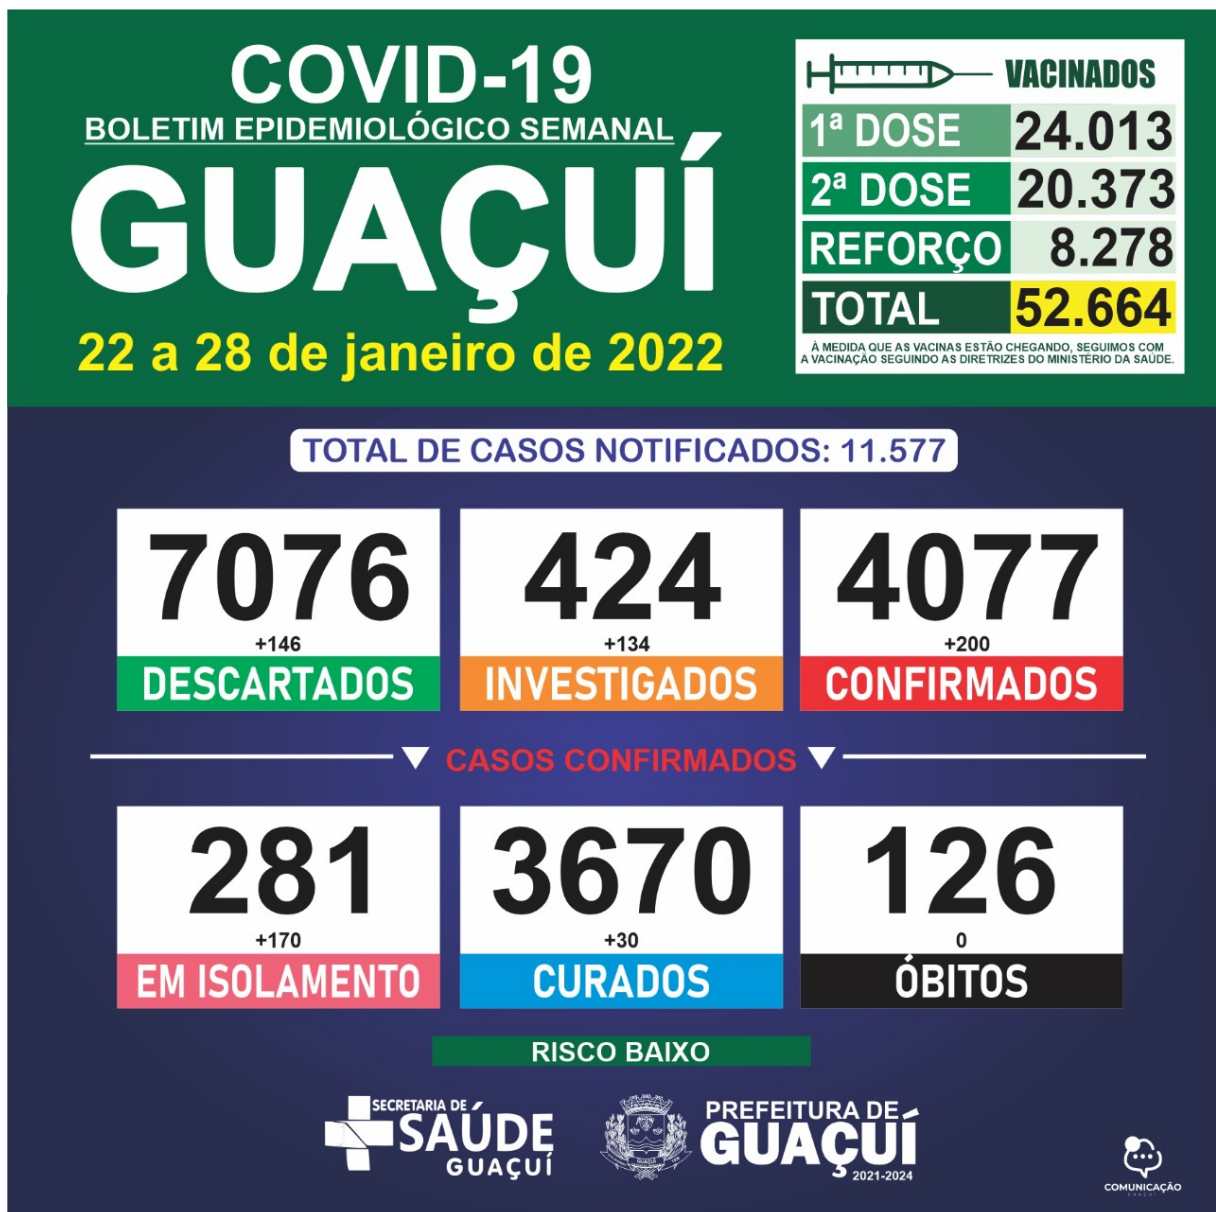 COVID-19
BOLETIM EPIDEMIOLÓGICO SEMANAL
GUAÇUÍ
22 a 28 de janeiro de 2022
VACINADOS
1ª DOSE 24.013
2ª DOSE 20.373
REFORÇO 8.278
TOTAL 52.664
À MEDIDA QUE AS VACINAS ESTÃO CHEGANDO, SEGUIMOS COM
A VACINAÇÃO SEGUINDO AS DIRETRIZES DO MINISTÉRIO DA SAÚDE.
TOTAL DE CASOS NOTIFICADOS: 11.577
7076
+146
DESCARTADOS
424
+134
INVESTIGADOS
4077
+200
CONFIRMADOS
CASOS CONFIRMADOS
281
+170
EM ISOLAMENTO
3670
+30
CURADOS
126
0
ÓBITOS
RISCO BAIXO
SECRETARIA DE
SAÚDE
GUAÇUÍ
GUAÇUÍ
PREFEITURA DE
GUAÇUÍ
2021-2024
COMUNICAÇÃO
GUAÇUÍ